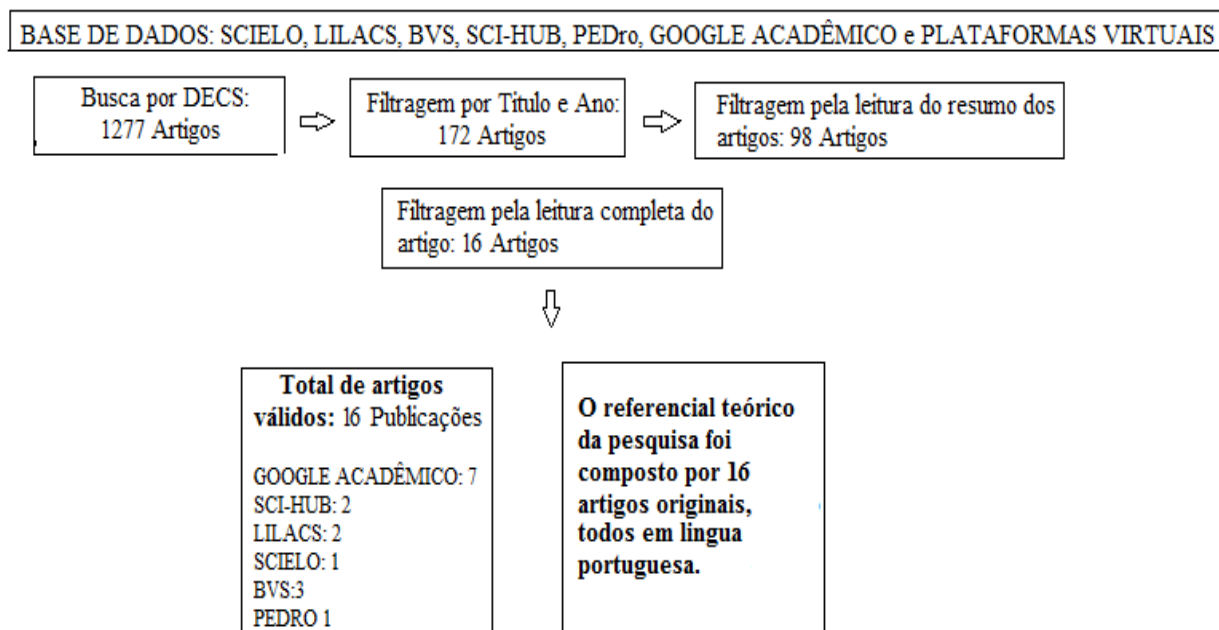 BASE DE DADOS: SCIELO, LILACS, BVS, SCI-HUB, PEDro, GOOGLE ACADÊMICO e PLATAFORMAS VIRTUAIS
Busca por DECS:
1277 Artigos
Filtragem por Titulo e Ano:
172 Artigos
Filtragem pela leitura do resumo dos
artigos: 98 Artigos
Filtragem pela leitura completa do
artigo: 16 Artigos
Total de artigos
válidos: 16 Publicações
GOOGLE ACADÊMICO: 7
SCI-HUB: 2
LILACS: 2
SCIELO: 1
BVS:3
PEDRO 1
O referencial teórico
da pesquisa foi
composto por 16
artigos originais,
todos em lingua
portuguesa.